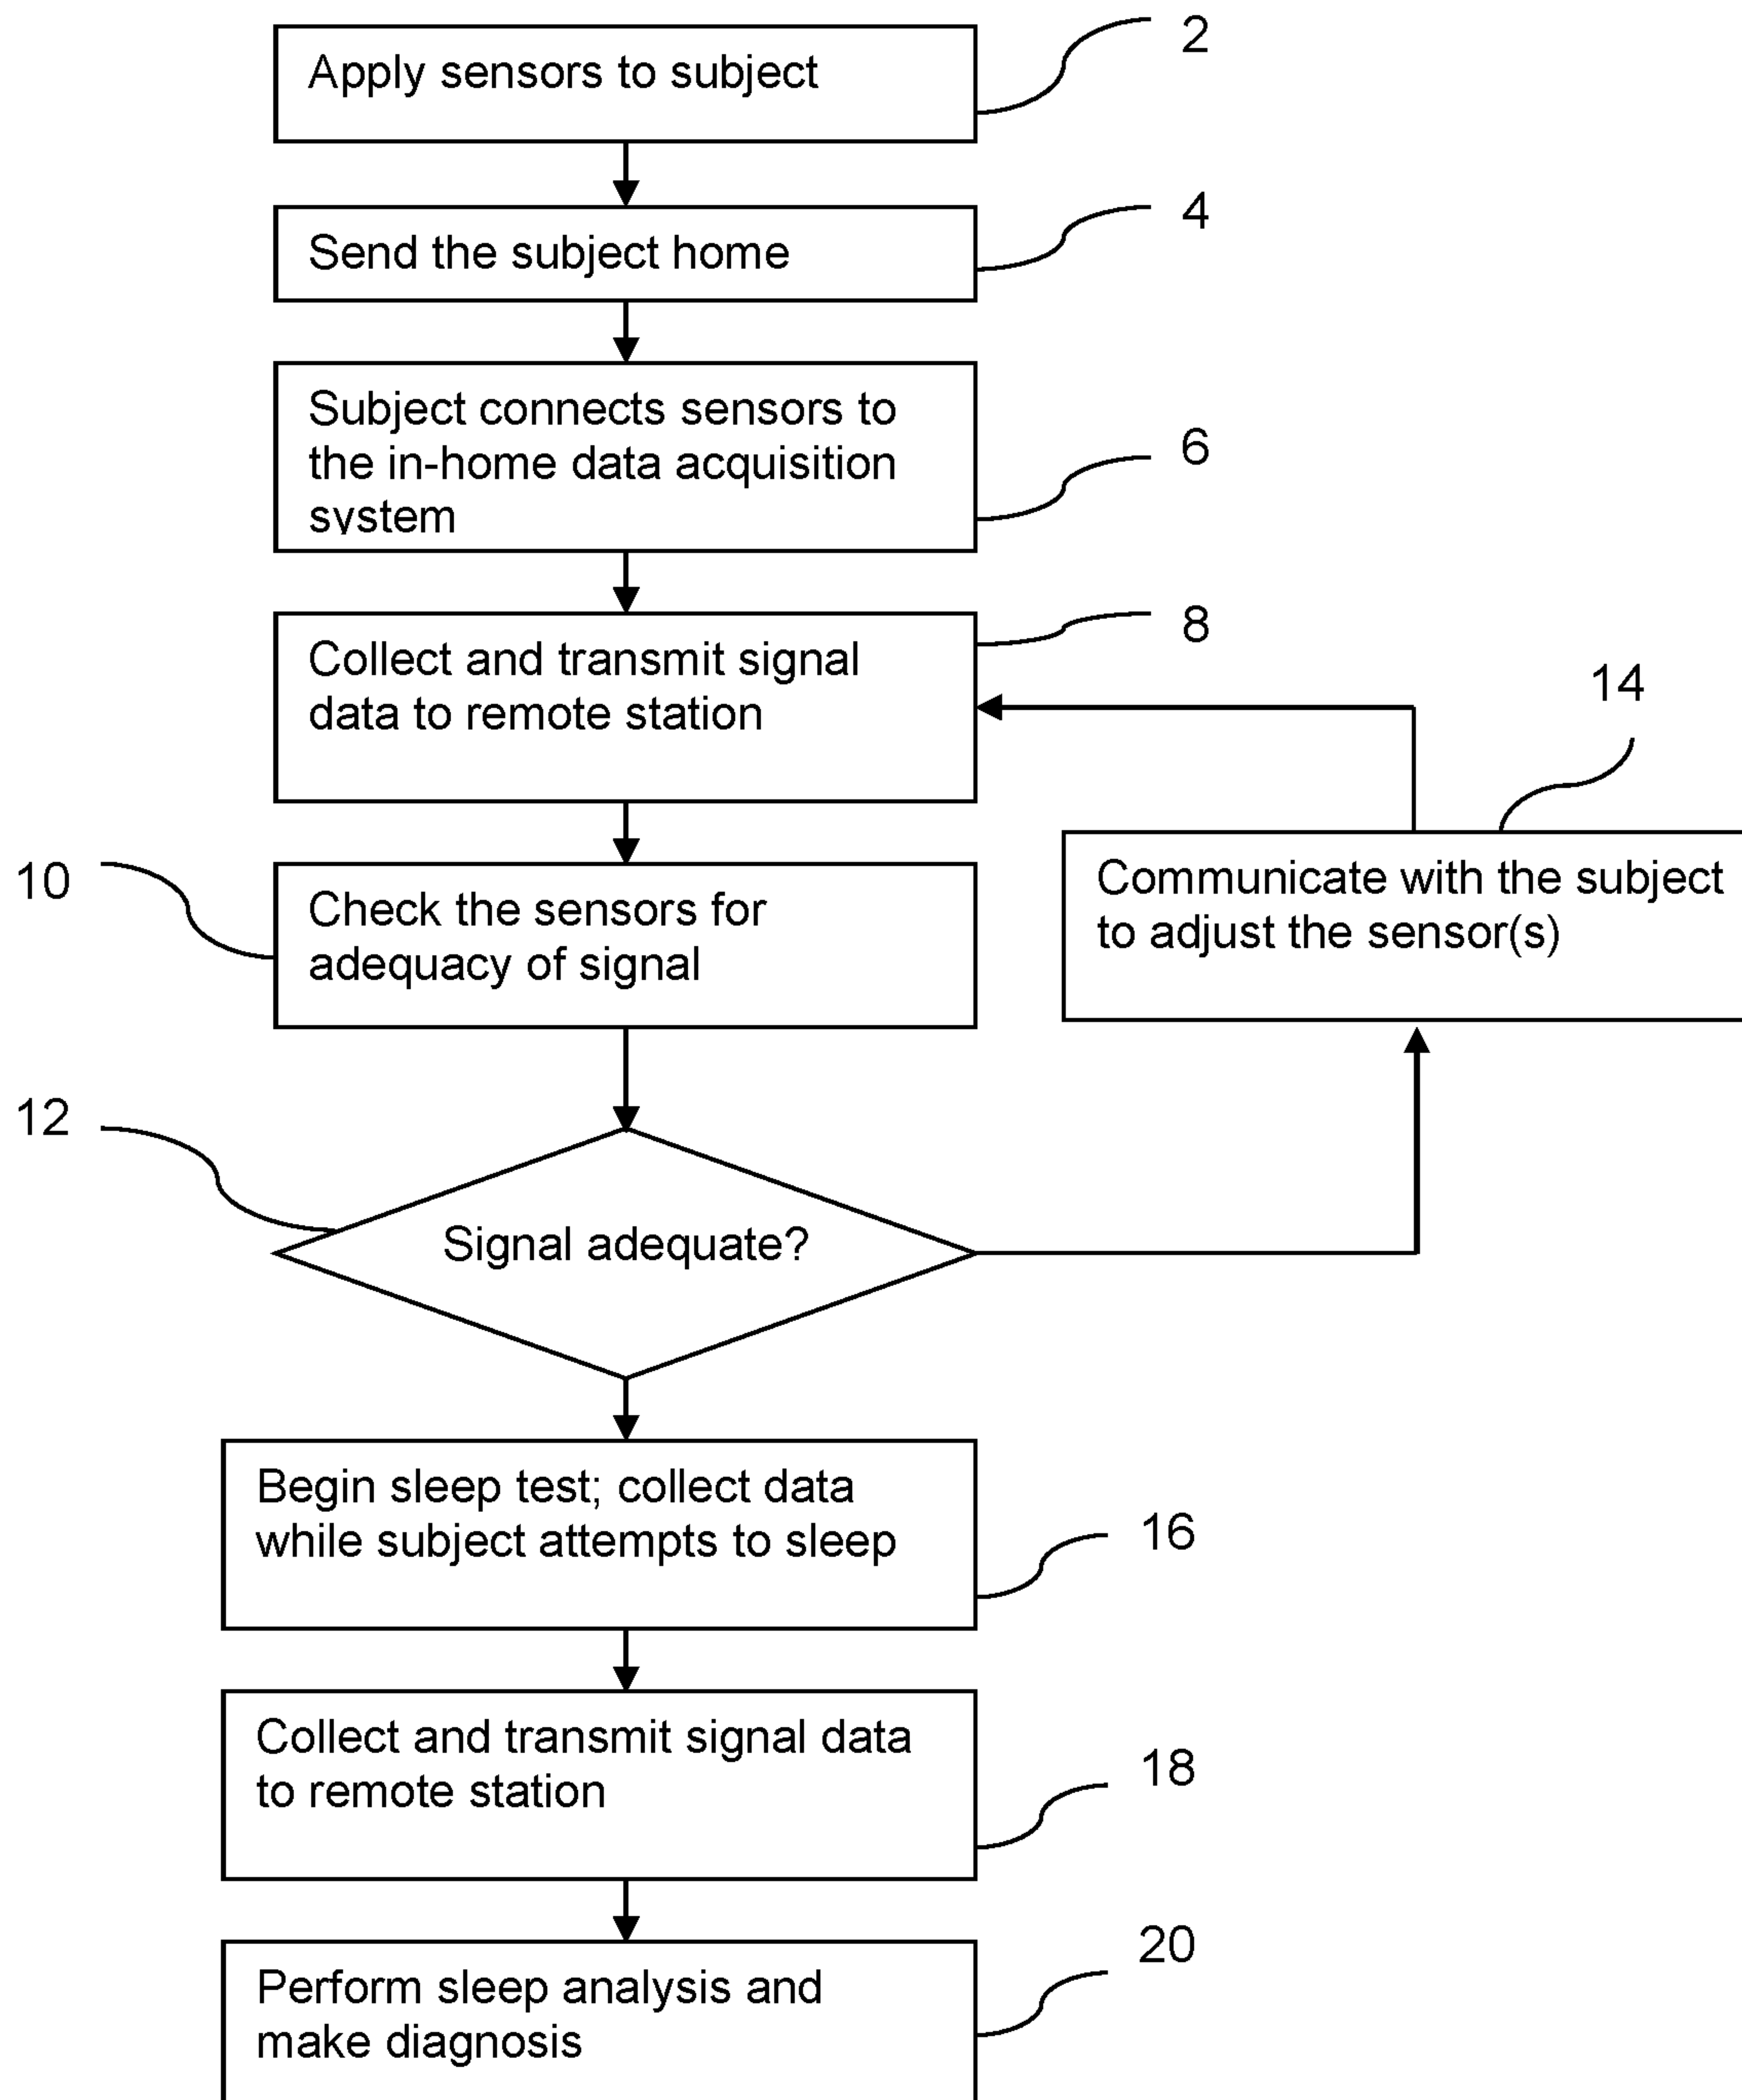 Apply sensors to subject
2
Send the subject home
4
Subject connects sensors to
the in-home data acquisition
system
6
Collect and transmit signal
data to remote station
8
14
Communicate with the subject
to adjust the sensor(s)
10
Check the sensors for
adequacy of signal
12
Signal adequate?
Begin sleep test; collect data
while subject attempts to sleep
16
Collect and transmit signal data
to remote station
18
Perform sleep analysis and
make diagnosis
20